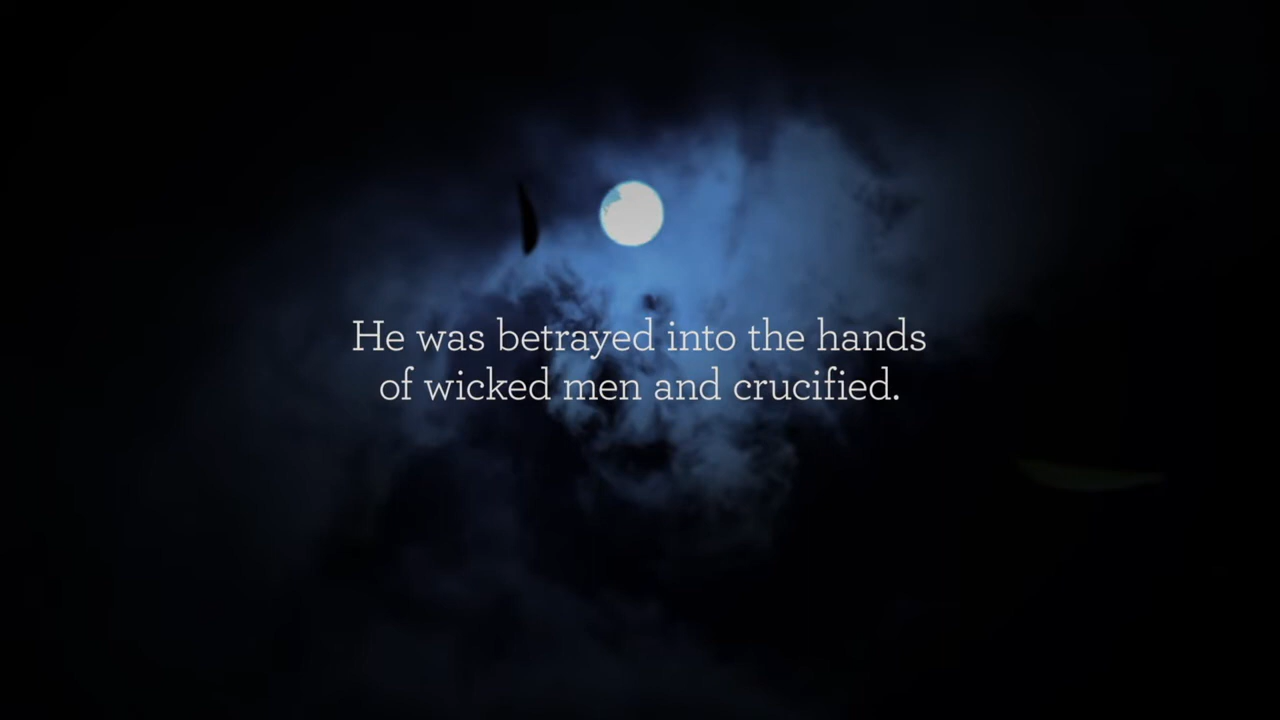 He was betrayed into the hands
of wicked men and crucified.